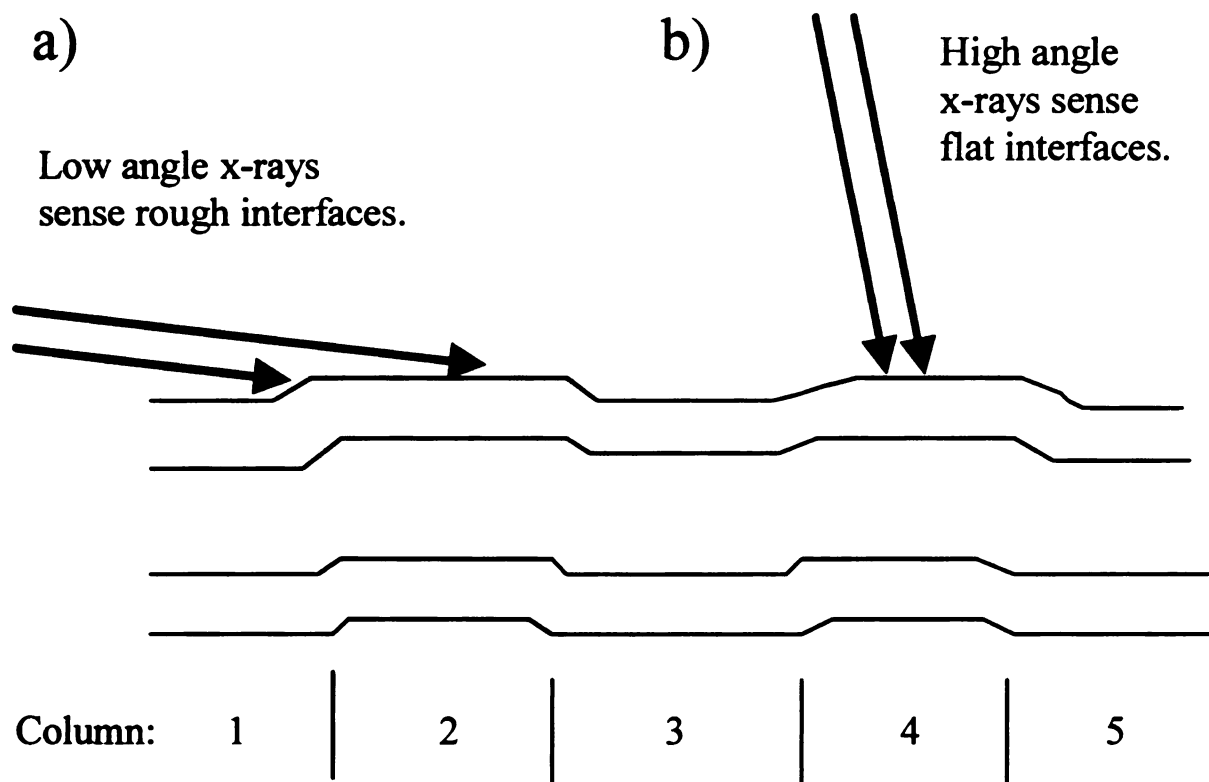 a)
Low angle x-rays
sense rough interfaces.
b)
High angle
x-rays sense
flat interfaces.
Column: 1 2 3 4 5